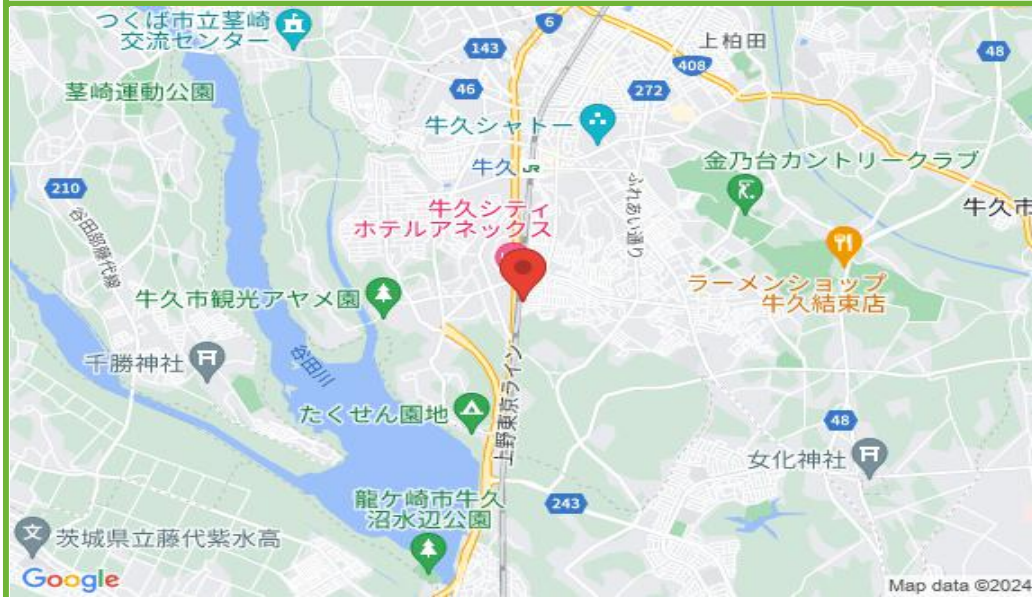 つくば市立茎崎
交流センター
茎崎運動公園
6
143
46
上柏田
408
272
48
牛久シャトー
牛久 JR
金乃台カントリークラブ
210
谷田部藤代線
牛久シティ
ホテルアネックス
ふれあい通り
牛久市
ラーメンショップ
牛久結束店
牛久市観光アヤメ園
千勝神社
谷田川
たくせん園地
上野東京ライン
48
女化神社
龍ケ崎市牛久
沼水辺公園
243
文
茨城県立藤代紫水高
Google
Map data ©2024